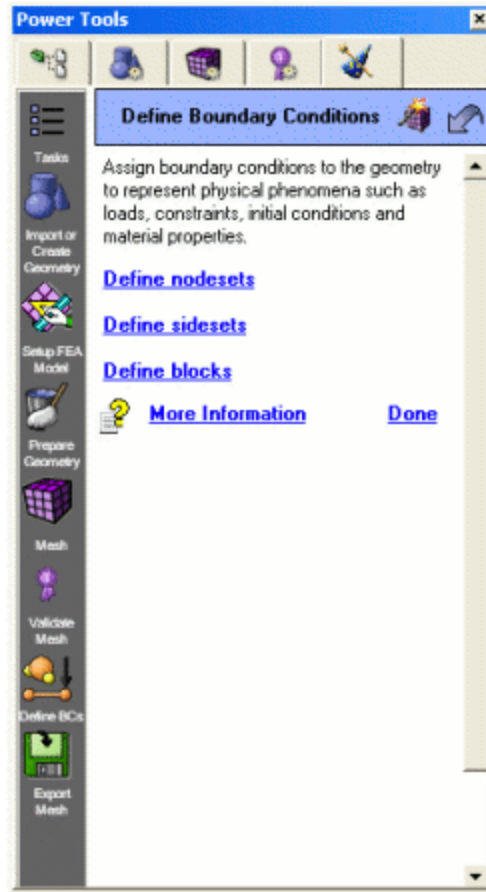 Power Tools
Define Boundary Conditions
Tasks
Import or
Create
Geometry
Setup FEA
Model
Prepare
Geometry
Mesh
Validate
Mesh
Define BCs
Export
Mesh
Assign boundary conditions to the geometry
to represent physical phenomena such as
loads, constraints, initial conditions and
material properties.
Define nodesets
Define sidesets
Define blocks
More Information Done